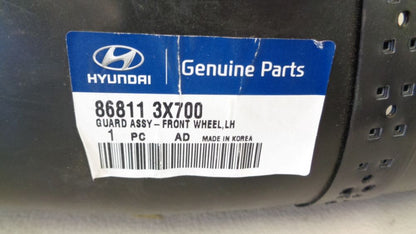 HYUNDAI
Genuine Parts
86811 3X700
GUARD ASSY-FRONT WHEEL,LH
1 PC AD MADE IN KOREA